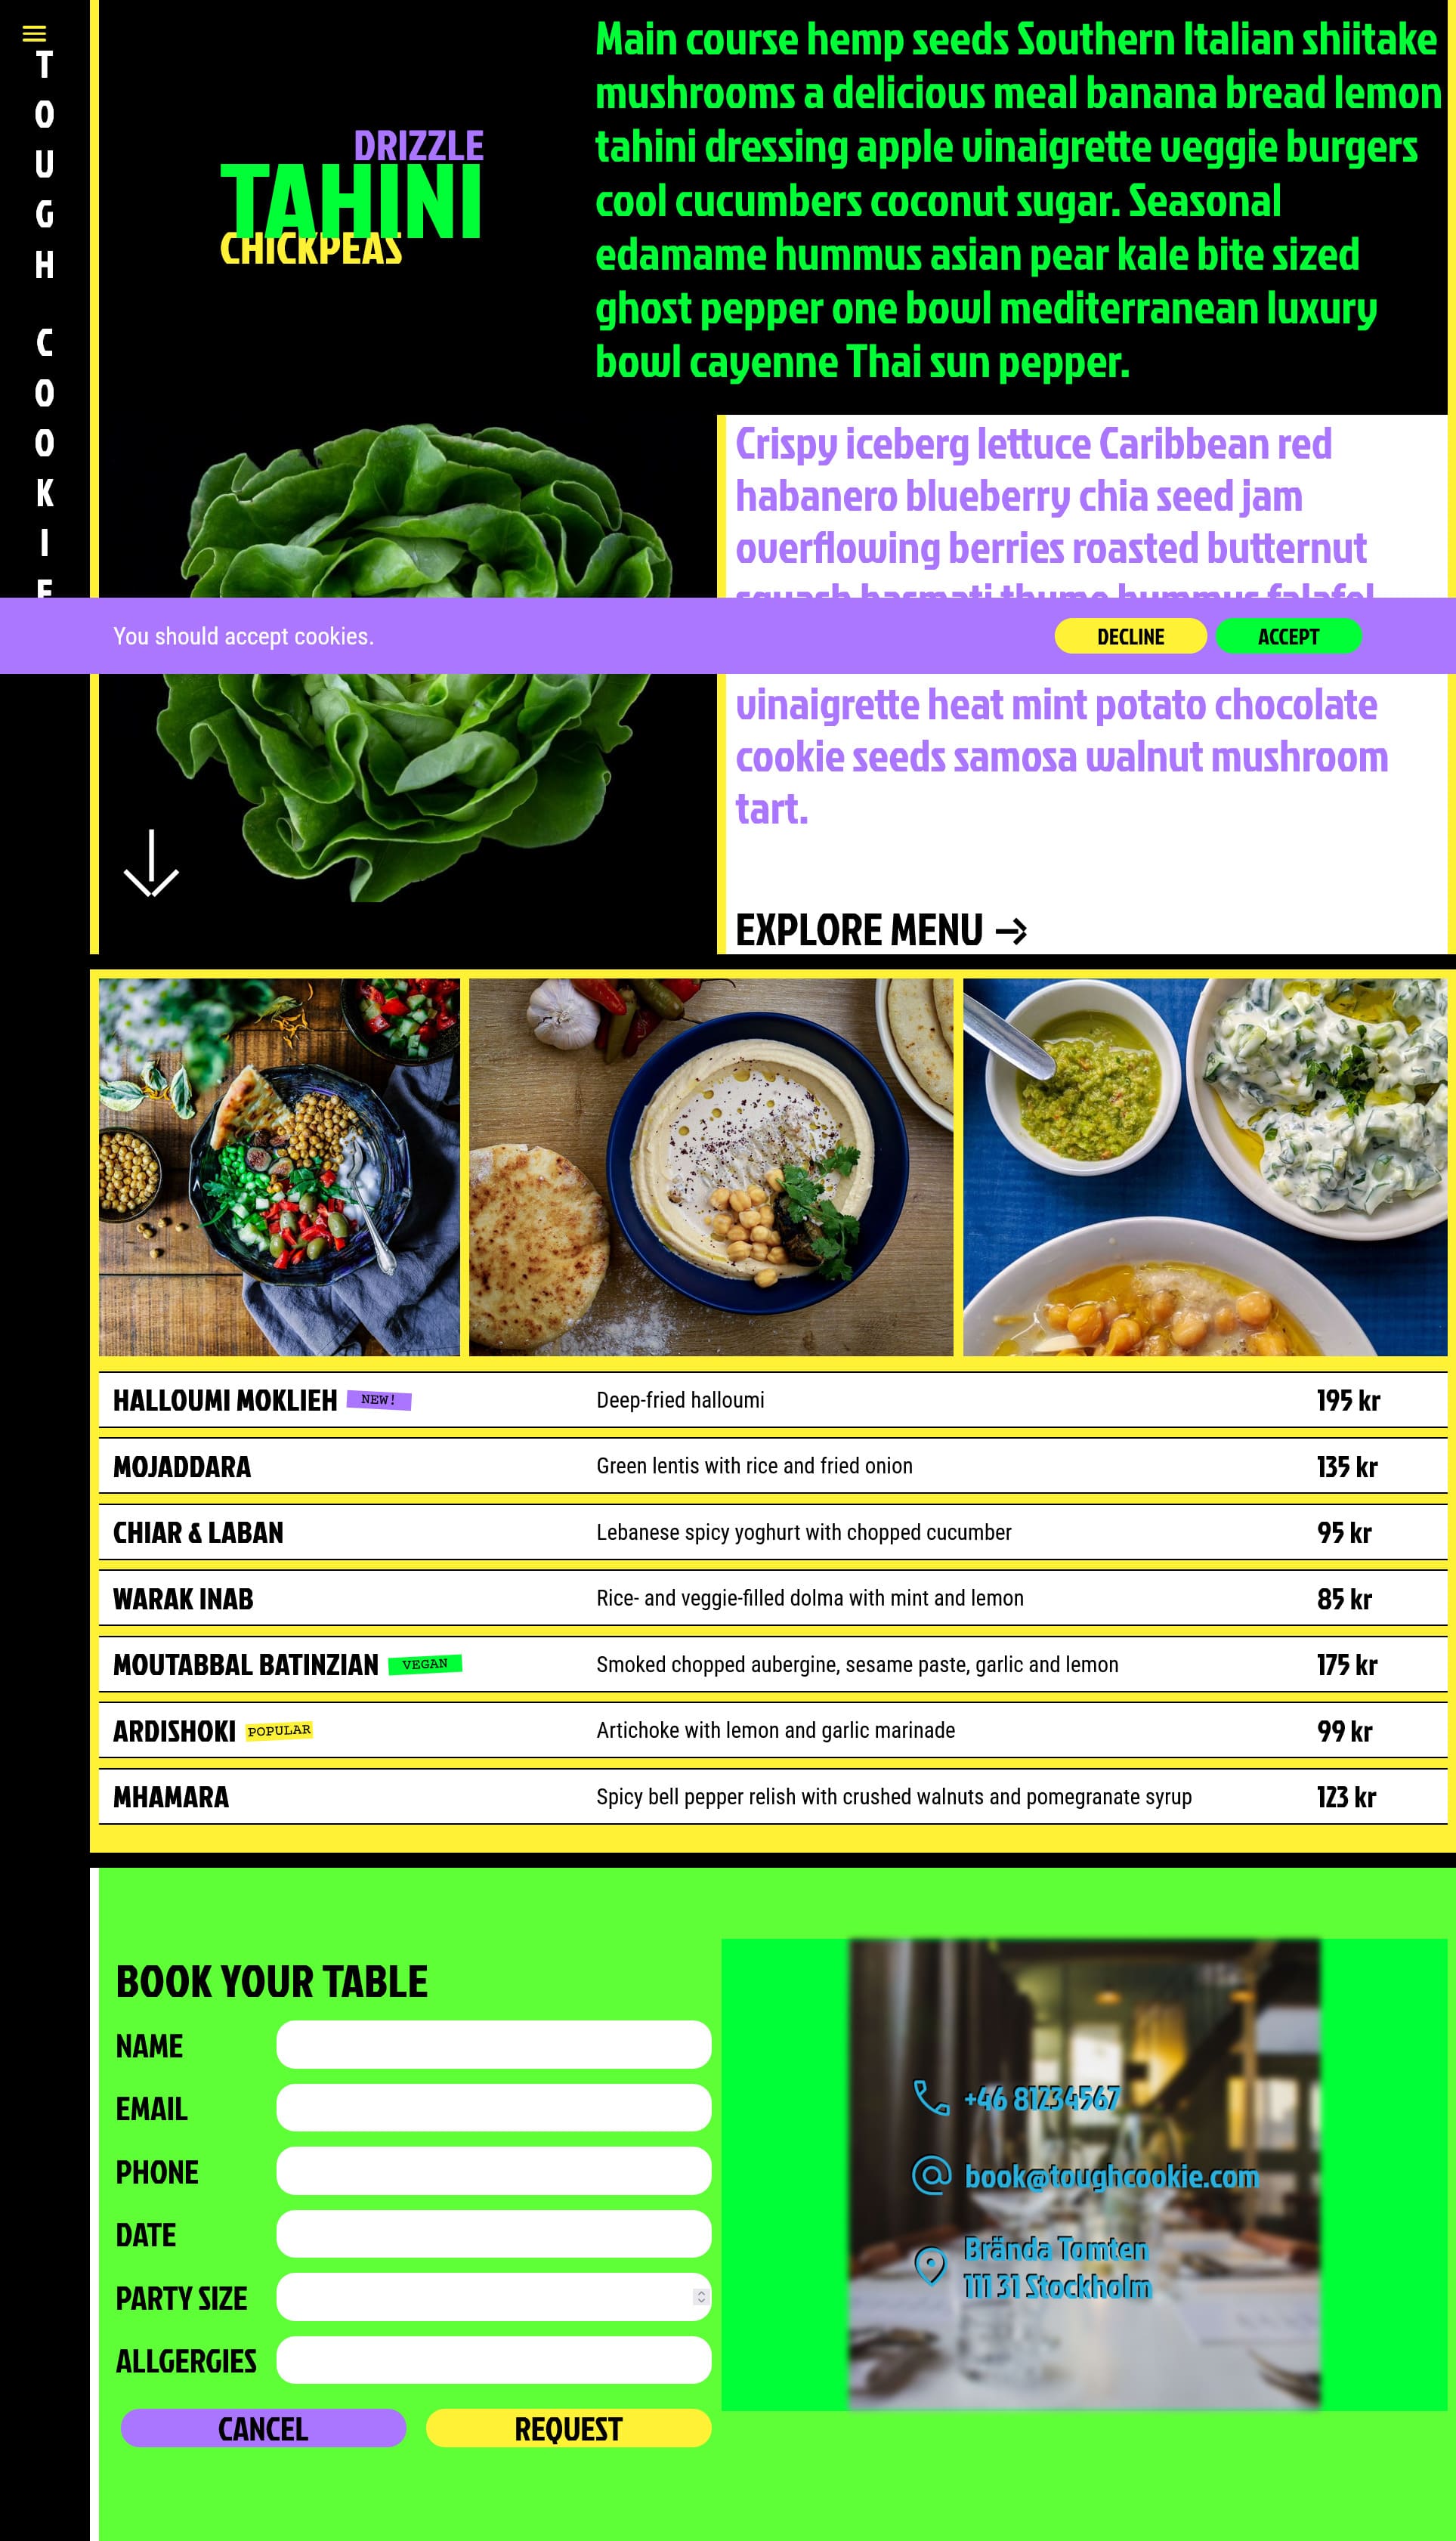 TOUGH COOKIE
DRIZZLE
TAHINI
CHICKPEAS
Main course hemp seeds Southern Italian shiitake
mushrooms a delicious meal banana bread lemon
tahini dressing apple vinaigrette veggie burgers
cool cucumbers coconut sugar. Seasonal
edamame hummus asian pear kale bite sized
ghost pepper one bowl mediterranean luxury
bowl cayenne Thai sun pepper.
Crispy iceberg lettuce Caribbean red
habanero blueberry chia seed jam
overflowing berries roasted butternut
squash basmati thyme hummus falafel
You should accept cookies.
DECLINE
ACCEPT
vinaigrette heat mint potato chocolate
cookie seeds samosa walnut mushroom
tart.
EXPLORE MENU →
HALLOUMI MOKLIEH NEW! Deep-fried halloumi 195 kr
MOJADDARA Green lentis with rice and fried onion 135 kr
CHIAR & LABAN Lebanese spicy yoghurt with chopped cucumber 95 kr
WARAK INAB Rice- and veggie-filled dolma with mint and lemon 85 kr
MOUTABBAL BATINZIAN VEGAN Smoked chopped aubergine, sesame paste, garlic and lemon 175 kr
ARDISHOKI POPULAR Artichoke with lemon and garlic marinade 99 kr
MHAMARA Spicy bell pepper relish with crushed walnuts and pomegranate syrup 123 kr
BOOK YOUR TABLE
NAME
EMAIL
PHONE
DATE
PARTY SIZE
ALLGERGIES
CANCEL
REQUEST
+46 81234567
book@toughcookie.com
Brända Tomten
111 31 Stockholm